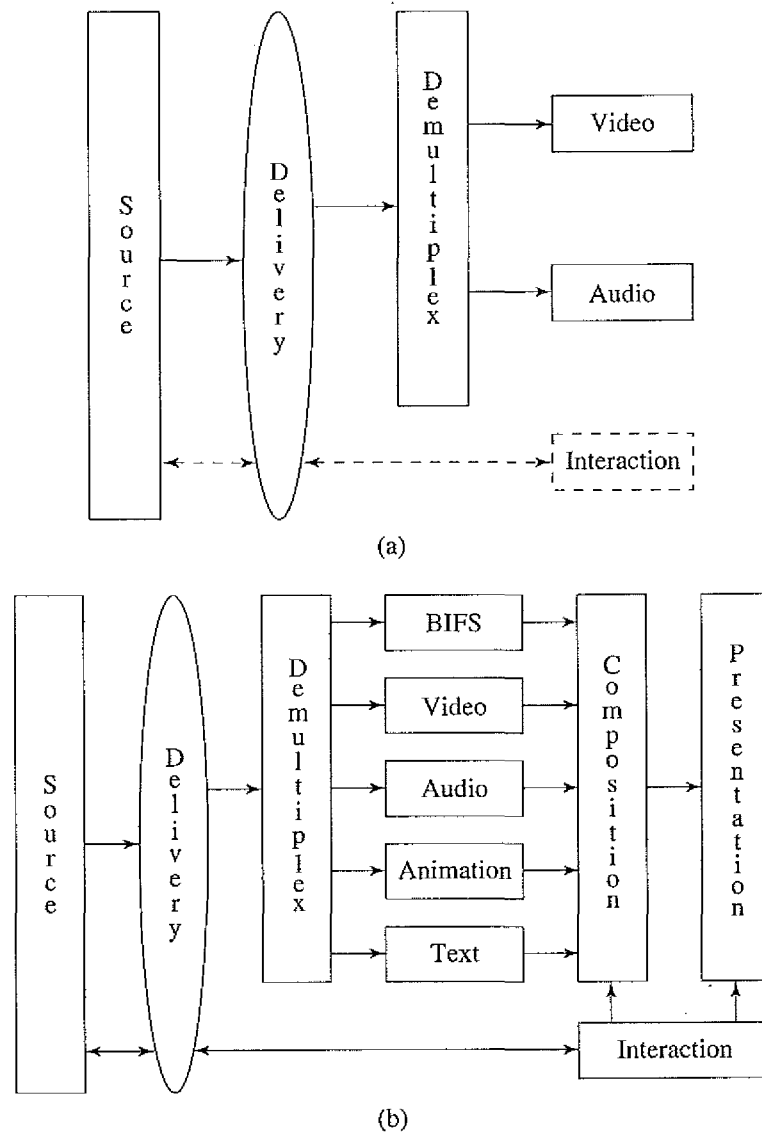 Source
Delivery
Demultiplex
Video
Audio
Interaction
(a)
Source
Delivery
Demultiplex
BIFS
Video
Audio
Animation
Text
Composition
Presentation
Interaction
(b)